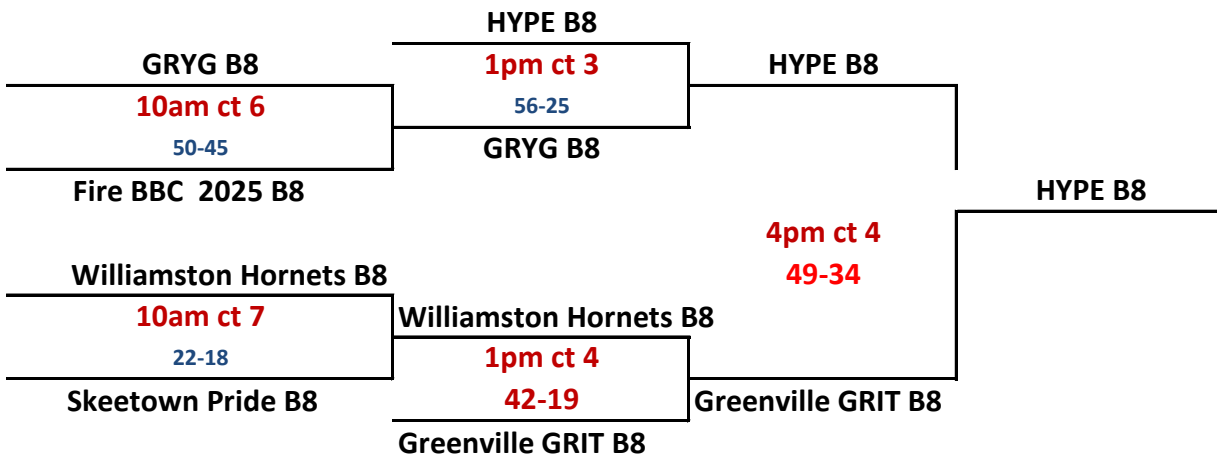 HYPE B8
GRYG B8
1pm ct 3
HYPE B8
10am ct 6
56-25
50-45
GRYG B8
Fire BBC 2025 B8
HYPE B8
4pm ct 4
Williamston Hornets B8
49-34
10am ct 7
Williamston Hornets B8
22-18
1pm ct 4
Skeetown Pride B8
42-19
Greenville GRIT B8
Greenville GRIT B8